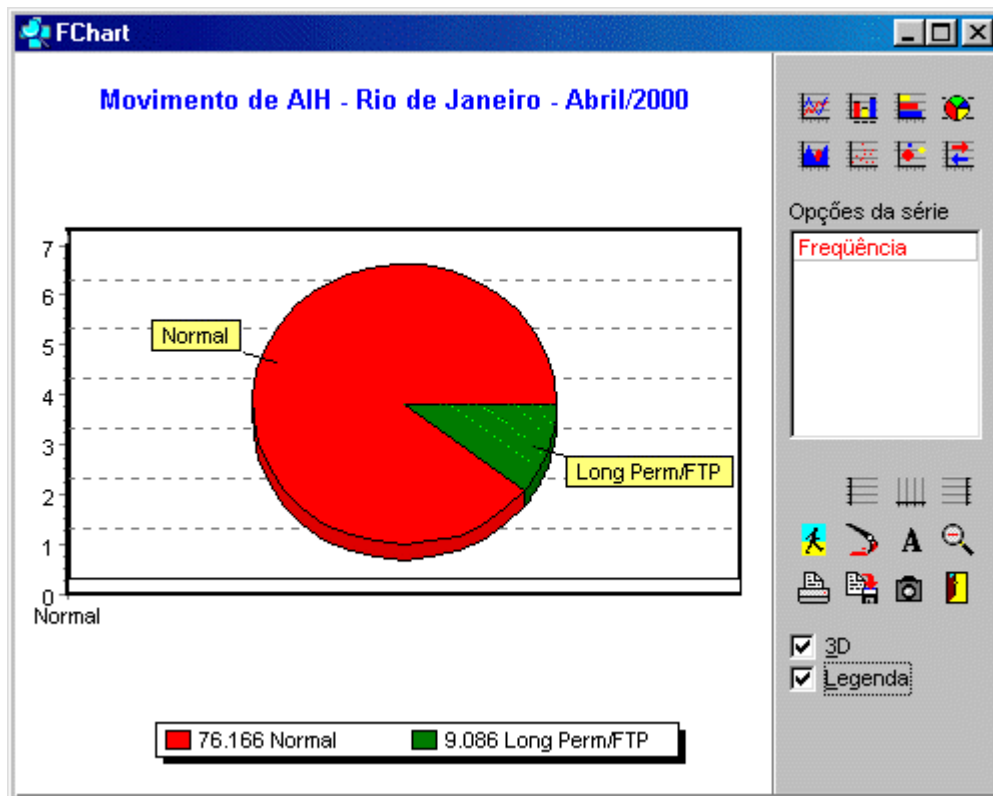 FChart
Movimento de AIH - Rio de Janeiro - Abril/2000
Opções da série
Freqüência
7
6
5
4
3
2
1
0
Normal
Normal
Long Perm/FTP
A
3D
Legenda
76.166 Normal
9.086 Long Perm/FTP